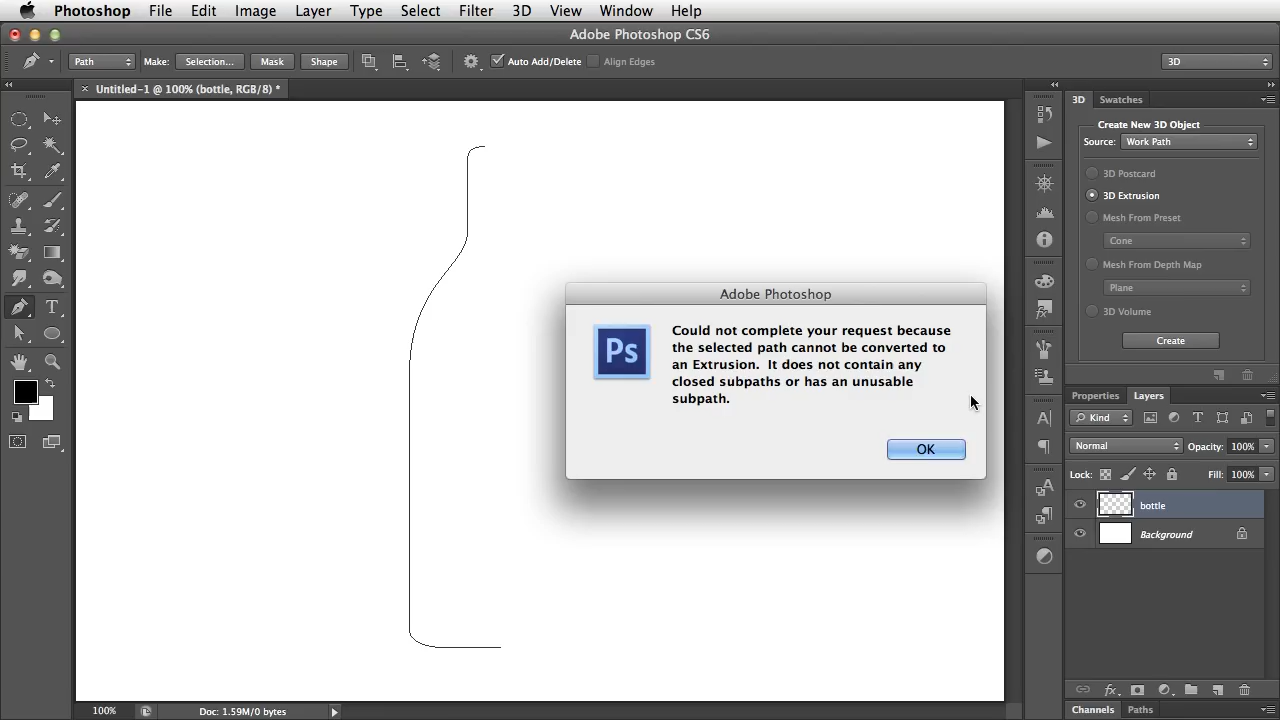 Photoshop File Edit Image Layer Type Select Filter 3D View Window Help
Adobe Photoshop CS6
Path Make: Selection... Mask Shape Auto Add/Delete Align Edges 3D
Untitled-1 @ 100% (bottle, RGB/8) *
3D Swatches
Create New 3D Object
Source: Work Path
3D Postcard
3D Extrusion
Mesh From Preset
Cone
Mesh From Depth Map
Plane
3D Volume
Create
Adobe Photoshop
Ps
Could not complete your request because
the selected path cannot be converted to
an Extrusion. It does not contain any
closed subpaths or has an unusable
subpath.
OK
Properties Layers
Kind
Normal Opacity: 100%
Lock: Fill: 100%
bottle
Background
100% Doc: 1.59M/0 bytes
Channels Paths